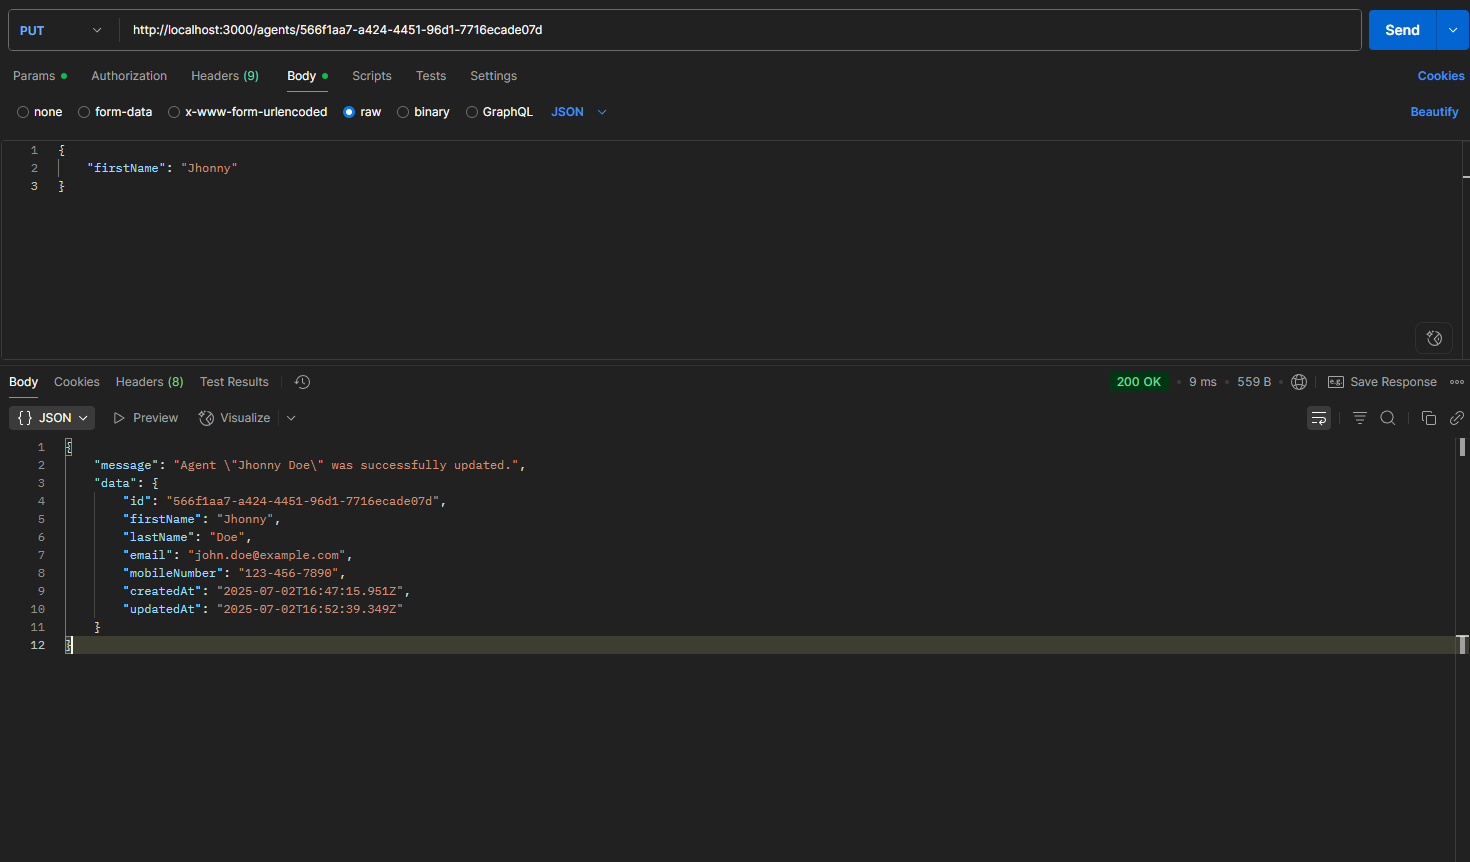 PUT http://localhost:3000/agents/566f1aa7-a424-4451-96d1-7716ecade07d Send
Params Authorization Headers (9) Body Scripts Tests Settings Cookies
none form-data x-www-form-urlencoded raw binary GraphQL JSON Beautify
1 {
2 "firstName": "Jhonny"
3 }
Body Cookies Headers (8) Test Results 200 OK • 9 ms • 559 B e.g. Save Response
{} JSON Preview Visualize
1 {
2 "message": "Agent \"Jhonny Doe\" was successfully updated.",
3 "data": {
4 "id": "566f1aa7-a424-4451-96d1-7716ecade07d",
5 "firstName": "Jhonny",
6 "lastName": "Doe",
7 "email": "john.doe@example.com",
8 "mobileNumber": "123-456-7890",
9 "createdAt": "2025-07-02T16:47:15.951Z",
10 "updatedAt": "2025-07-02T16:52:39.349Z"
11 }
12 }